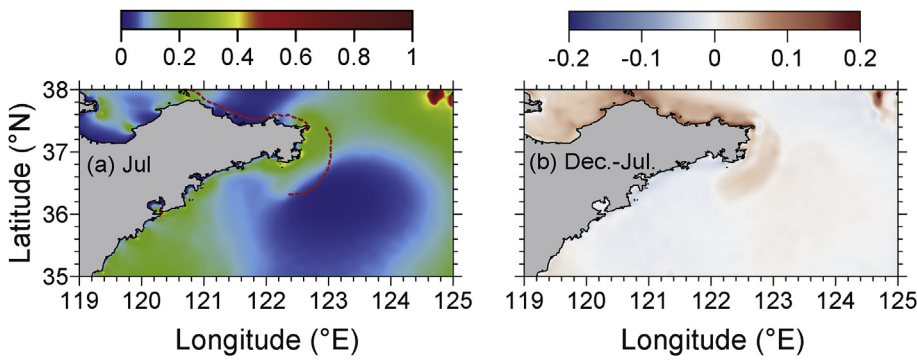 0 0.2 0.4 0.6 0.8 1
-0.2 -0.1 0 0.1 0.2
38
37
36
35
Latitude (°N)
(a) Jul
119 120 121 122 123 124 125
Longitude (°E)
(b) Dec.-Jul.
119 120 121 122 123 124 125
Longitude (°E)